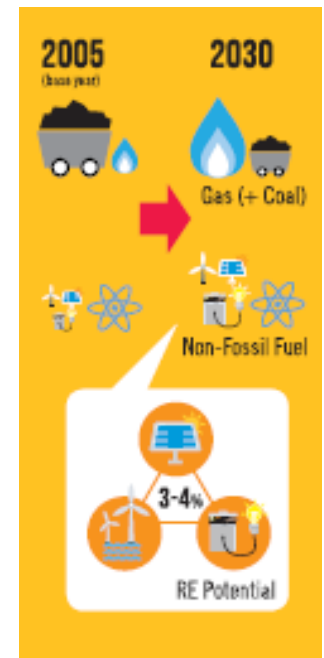 2005
(base year)
2030
Gas (+ Coal)
Non-Fossil Fuel
3-4%
RE Potential